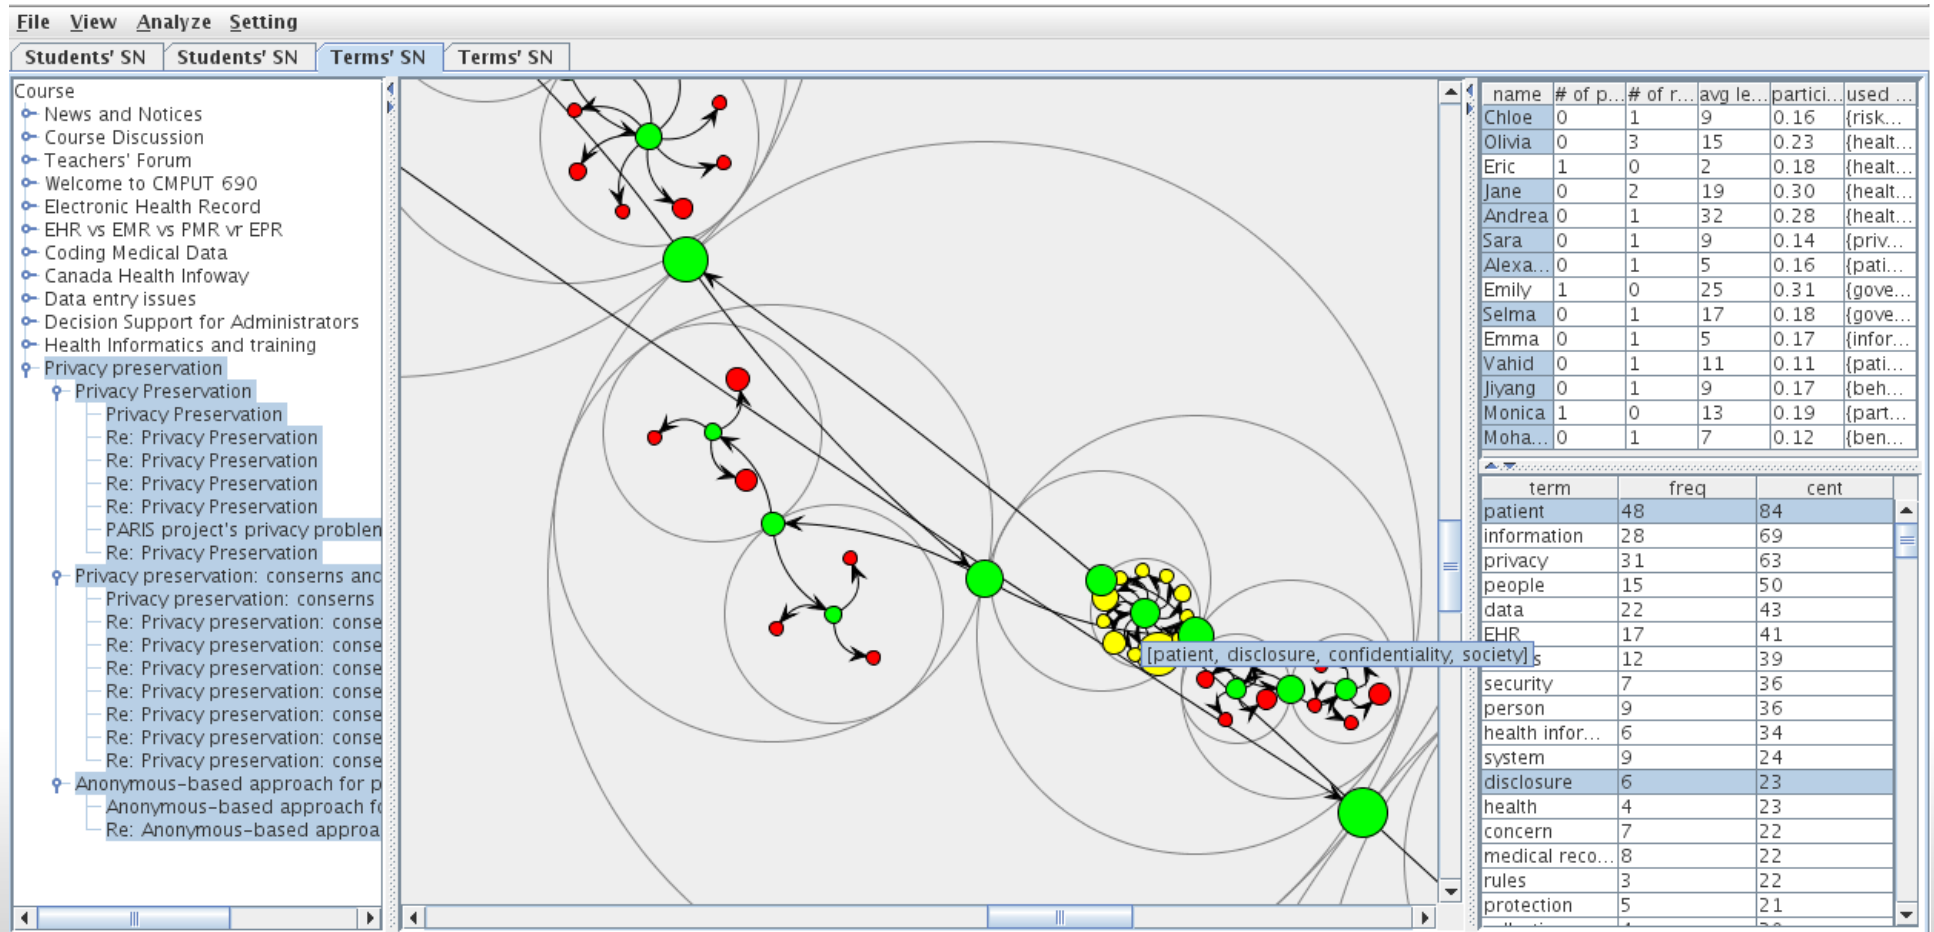 File View Analyze Setting
Students' SN Students' SN Terms' SN Terms' SN
Course
News and Notices
Course Discussion
Teachers' Forum
Welcome to CMPUT 690
Electronic Health Record
EHR vs EMR vs PMR vr EPR
Coding Medical Data
Canada Health Infoway
Data entry issues
Decision Support for Administrators
Health Informatics and training
Privacy preservation
Privacy Preservation
Privacy Preservation
Re: Privacy Preservation
Re: Privacy Preservation
Re: Privacy Preservation
Re: Privacy Preservation
PARIS project's privacy problen
Re: Privacy Preservation
Privacy preservation: conserns and
Privacy preservation: conserns
Re: Privacy preservation: conse
Re: Privacy preservation: conse
Re: Privacy preservation: conse
Re: Privacy preservation: conse
Re: Privacy preservation: conse
Re: Privacy preservation: conse
Re: Privacy preservation: conse
Anonymous-based approach for p
Anonymous-based approach fo
Re: Anonymous-based approa
[patient, disclosure, confidentiality, society]
name # of p... # of r... avg le... partici... used ...
Chloe 0 1 9 0.16 {risk...
Olivia 0 3 15 0.23 {healt...
Eric 1 0 2 0.18 {healt...
Jane 0 2 19 0.30 {healt...
Andrea 0 1 32 0.28 {healt...
Sara 0 1 9 0.14 {priv...
Alexa... 0 1 5 0.16 {pati...
Emily 1 0 25 0.31 {gove...
Selma 0 1 17 0.18 {gove...
Emma 0 1 5 0.17 {infor...
Vahid 0 1 11 0.11 {pati...
Jiyang 0 1 9 0.17 {beh...
Monica 1 0 13 0.19 {part...
Moha... 0 1 7 0.12 {ben...
term freq cent
patient 48 84
information 28 69
privacy 31 63
people 15 50
data 22 43
EHR 17 41
s 12 39
security 7 36
person 9 36
health infor... 6 34
system 9 24
disclosure 6 23
health 4 23
concern 7 22
medical reco... 8 22
rules 3 22
protection 5 21